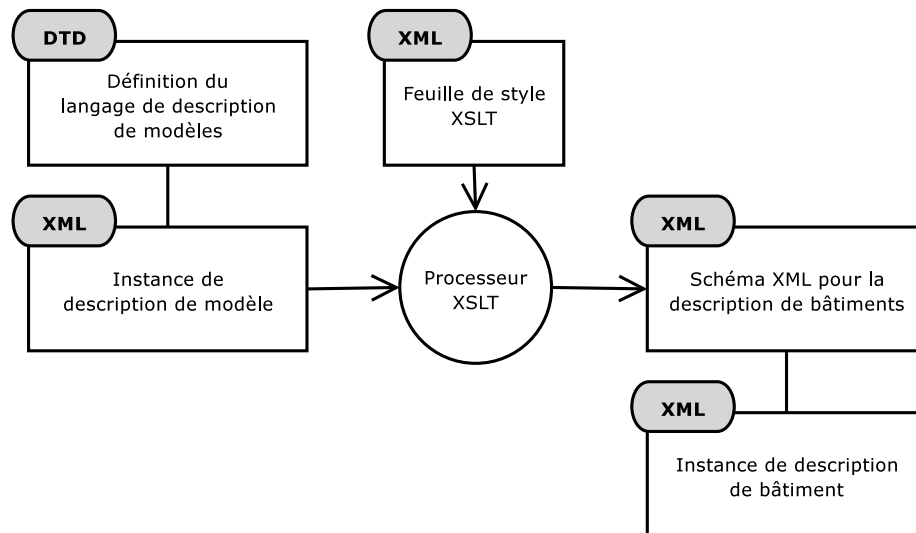 DTD
Définition du
langage de description
de modèles
XML
Feuille de style
XSLT
XML
Instance de
description de modèle
Processeur
XSLT
XML
Schéma XML pour la
description de bâtiments
XML
Instance de description
de bâtiment